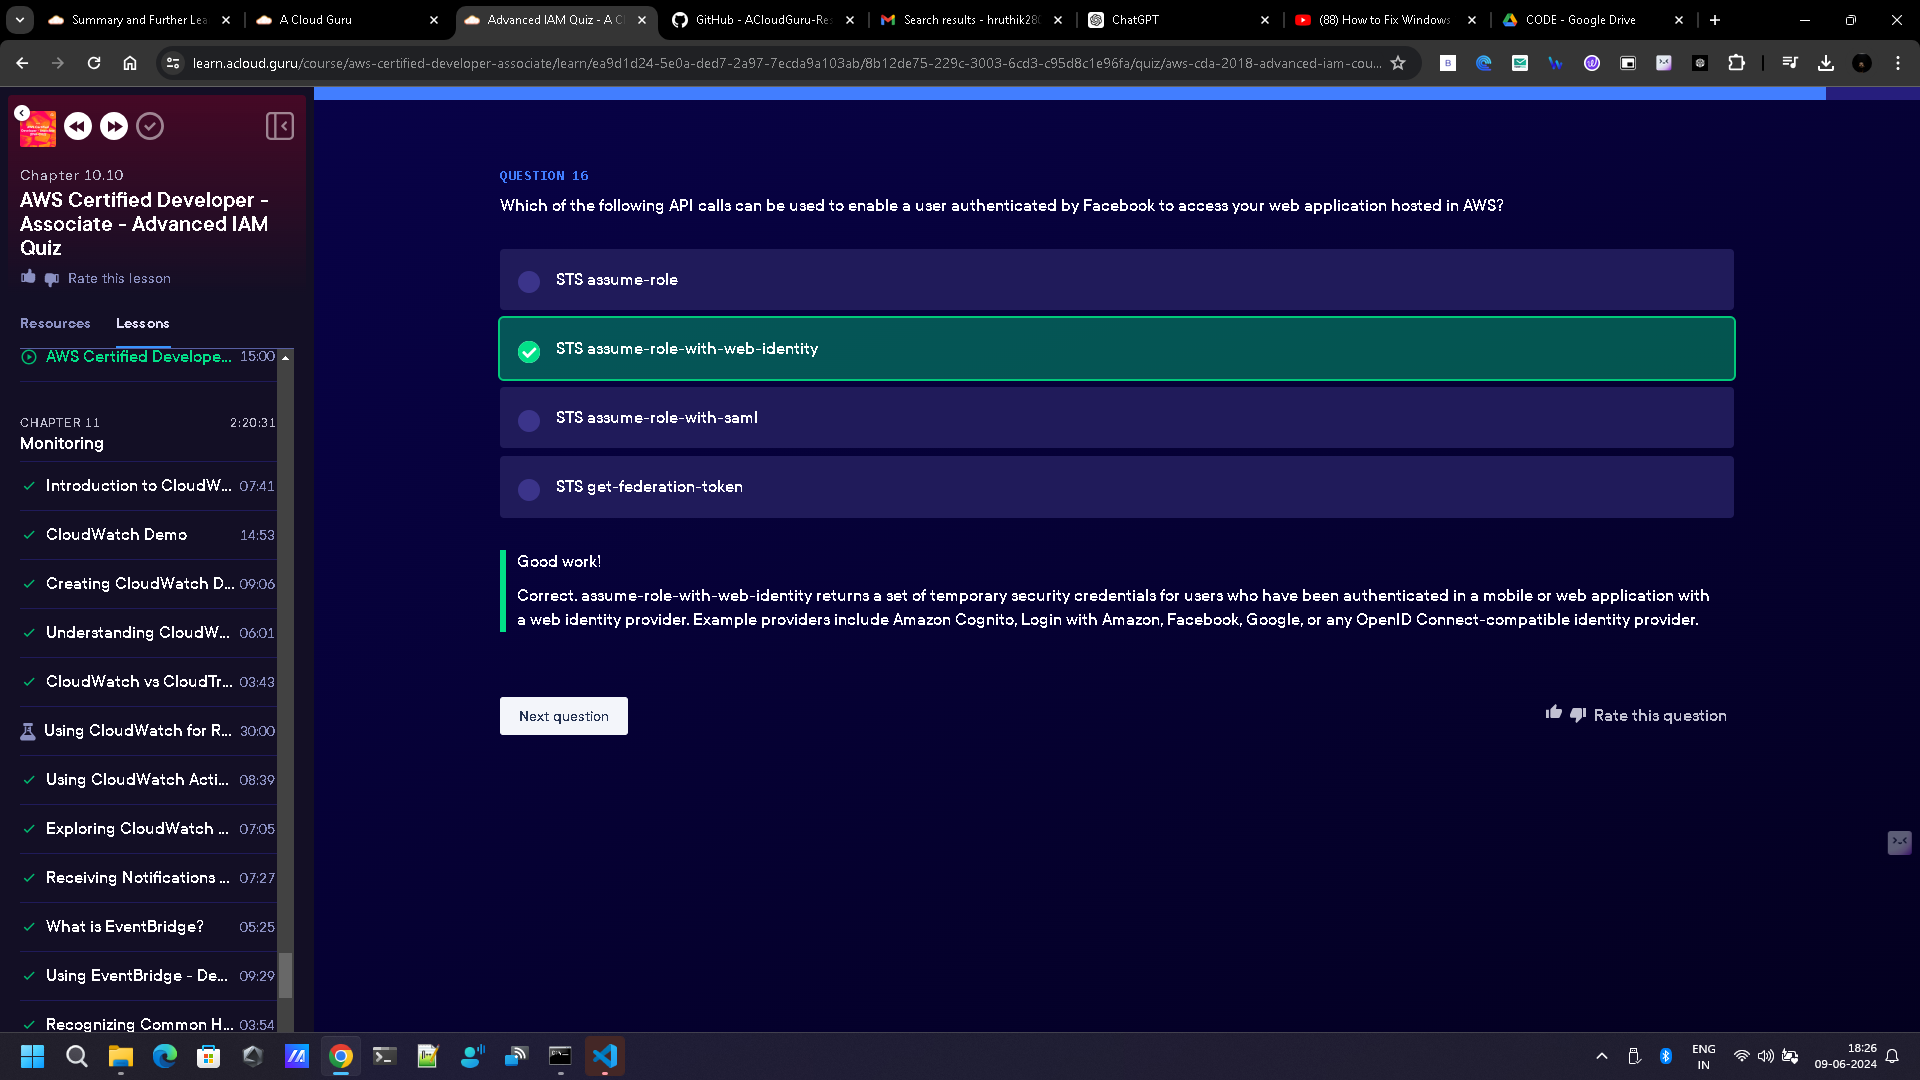 Summary and Further Lea
A Cloud Guru
Advanced IAM Quiz - A Cl
GitHub - ACloudGuru-Res
Search results - hruthik280
ChatGPT
(88) How to Fix Windows
CODE - Google Drive
learn.acloud.guru/course/aws-certified-developer-associate/learn/ea9d1d24-5e0a-ded7-2a97-7ecda9a103ab/8b12de75-229c-3003-6cd3-c95d8c1e96fa/quiz/aws-cda-2018-advanced-iam-cou...
Chapter 10.10
AWS Certified Developer -
Associate - Advanced IAM
Quiz
Rate this lesson
Resources
Lessons
AWS Certified Develope... 15:00
CHAPTER 11 2:20:31
Monitoring
Introduction to CloudW... 07:41
CloudWatch Demo 14:53
Creating CloudWatch D... 09:06
Understanding CloudW... 06:01
CloudWatch vs CloudTr... 03:43
Using CloudWatch for R... 30:00
Using CloudWatch Acti... 08:39
Exploring CloudWatch ... 07:05
Receiving Notifications ... 07:27
What is EventBridge? 05:25
Using EventBridge - De... 09:29
Recognizing Common H... 03:54
QUESTION 16
Which of the following API calls can be used to enable a user authenticated by Facebook to access your web application hosted in AWS?
STS assume-role
STS assume-role-with-web-identity
STS assume-role-with-saml
STS get-federation-token
Good work!
Correct. assume-role-with-web-identity returns a set of temporary security credentials for users who have been authenticated in a mobile or web application with
a web identity provider. Example providers include Amazon Cognito, Login with Amazon, Facebook, Google, or any OpenID Connect-compatible identity provider.
Next question
Rate this question
ENG
IN
18:26
09-06-2024